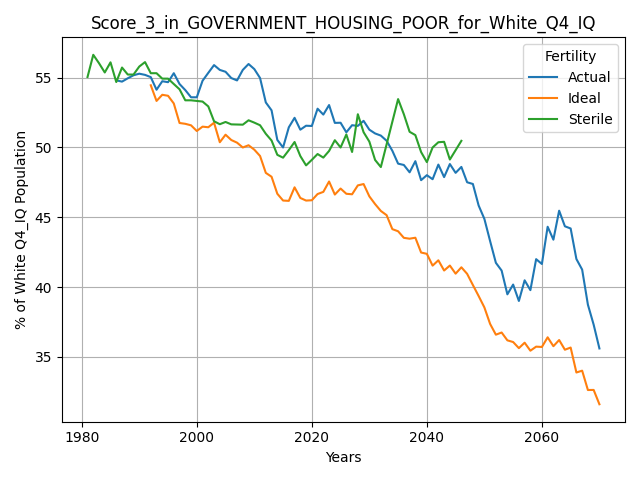 Score_3_in_GOVERNMENT_HOUSING_POOR_for_White_Q4_IQ
Fertility
Actual
Ideal
Sterile
% of White Q4_IQ Population
55
50
45
40
35
1980
2000
2020
2040
2060
Years